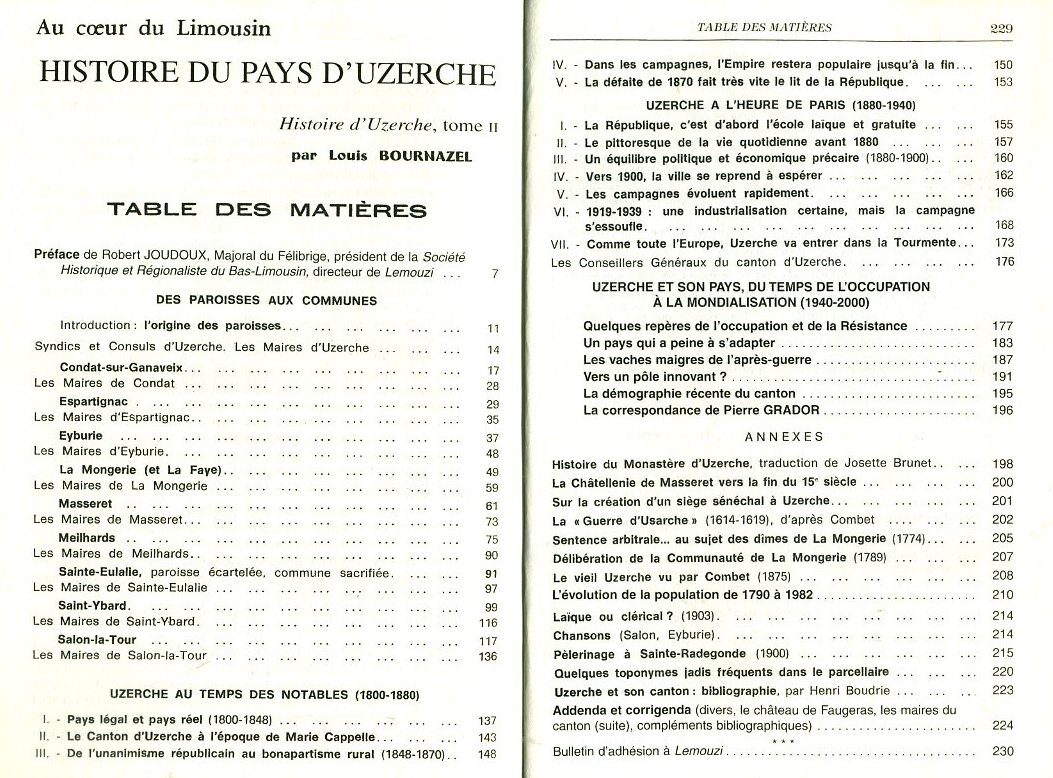 Au cœur du Limousin
HISTOIRE DU PAYS D'UZERCHE
Histoire d'Uzerche, tome II
par Louis BOURNAZEL
TABLE DES MATIÈRES
Préface de Robert JOUDOUX, Majoral du Félibrige, président de la Société
Historique et Régionaliste du Bas-Limousin, directeur de Lemouzi ... 7
DES PAROISSES AUX COMMUNES
Introduction : l'origine des paroisses... ... ... ... ... ... ... 11
Syndics et Consuls d'Uzerche. Les Maires d'Uzerche ... ... ... 14
Condat-sur-Ganaveix... ... ... ... ... ... ... ... ... ... 17
Les Maires de Condat ... ... ... ... ... ... ... ... ... ... 28
Espartignac . ... ... ... ... ... ... ... ... ... ... ... 29
Les Maires d'Espartignac.. ... ... ... ... ... ... ... ... ... 35
Eyburie ... ... ... ... ... ... ... ... ... ... ... 37
Les Maires d'Eyburie. ... ... ... ... ... ... ... ... ... ... 48
La Mongerie (et La Faye).. ... ... ... ... ... ... ... ... 49
Les Maires de La Mongerie ... ... ... ... ... ... ... ... ... 59
Masseret .. ... ... ... ... ... ... ... ... ... ... ... 61
Les Maires de Masseret... ... ... ... ... ... ... ... ... ... 73
Meilhards .. ... ... ... ... ... ... ... ... ... ... ... 75
Les Maires de Meilhards.. ... ... ... ... ... ... ... ... ... 90
Sainte-Eulalie, paroisse écartelée, commune sacrifiée. ... ... 91
Les Maires de Sainte-Eulalie ... ... ... ... ... ... ... ... ... 97
Saint-Ybard. ... ... ... ... ... ... ... ... ... ... ... 99
Les Maires de Saint-Ybard. ... ... ... ... ... ... ... ... ... 116
Salon-la-Tour ... ... ... ... ... ... ... ... ... ... ... 117
Les Maires de Salon-la-Tour ... ... ... ... ... ... ... ... ... 136
UZERCHE AU TEMPS DES NOTABLES (1800-1880)
I. - Pays légal et pays réel (1800-1848) ... ... ... ... ... ... 137
II. - Le Canton d'Uzerche à l'époque de Marie Cappelle... ... ... 143
III. - De l'unanimisme républicain au bonapartisme rural (1848-1870).. 148
TABLE DES MATIÈRES 229
IV. - Dans les campagnes, l'Empire restera populaire jusqu'à la fin... 150
V. - La défaite de 1870 fait très vite le lit de la République. ... ... 153
UZERCHE A L'HEURE DE PARIS (1880-1940)
I. - La République, c'est d'abord l'école laïque et gratuite ... ... 155
II. - Le pittoresque de la vie quotidienne avant 1880 ... ... ... 157
III. - Un équilibre politique et économique précaire (1880-1900).. ... 160
IV. - Vers 1900, la ville se reprend à espérer ... ... ... ... ... 162
V. - Les campagnes évoluent rapidement. ... ... ... ... ... ... 166
VI. - 1919-1939 : une industrialisation certaine, mais la campagne
s'essoufle. ... ... ... ... ... ... ... ... ... ... ... 168
VII. - Comme toute l'Europe, Uzerche va entrer dans la Tourmente... 173
Les Conseillers Généraux du canton d'Uzerche. ... ... ... ... ... 176
UZERCHE ET SON PAYS, DU TEMPS DE L'OCCUPATION
À LA MONDIALISATION (1940-2000)
Quelques repères de l'occupation et de la Résistance ......... 177
Un pays qui a peine à s'adapter ................................ 183
Les vaches maigres de l'après-guerre .......................... 187
Vers un pôle innovant ? ....................................... 191
La démographie récente du canton ............................ 195
La correspondance de Pierre GRADOR ........................ 196
ANNEXES
Histoire du Monastère d'Uzerche, traduction de Josette Brunet.. ... 198
La Châtellenie de Masseret vers la fin du 15e siècle ... ... ... ... 200
Sur la création d'un siège sénéchal à Uzerche... ... ... ... ... 201
La « Guerre d'Usarche » (1614-1619), d'après Combet .... ... ... 202
Sentence arbitrale... au sujet des dimes de La Mongerie (1774)... ... 205
Délibération de la Communauté de La Mongerie (1789) ... ... ... 207
Le vieil Uzerche vu par Combet (1875) ... ... ... ... ... ... 208
L'évolution de la population de 1790 à 1982 ........................ 210
Laïque ou clérical ? (1903). ... ... ... ... ... ... ... ... ... 214
Chansons (Salon, Eyburie). ... ... ... ... ... ... ... ... ... 214
Pèlerinage à Sainte-Radegonde (1900) ... ... ... ... ... ... 215
Quelques toponymes jadis fréquents dans le parcellaire ... ... ... 220
Uzerche et son canton : bibliographie, par Henri Boudrie ... ... ... 223
Addenda et corrigenda (divers, le château de Faugeras, les maires du
canton (suite), compléments bibliographiques) ........................ 224
* * *
Bulletin d'adhésion à Lemouzi .................................... 230